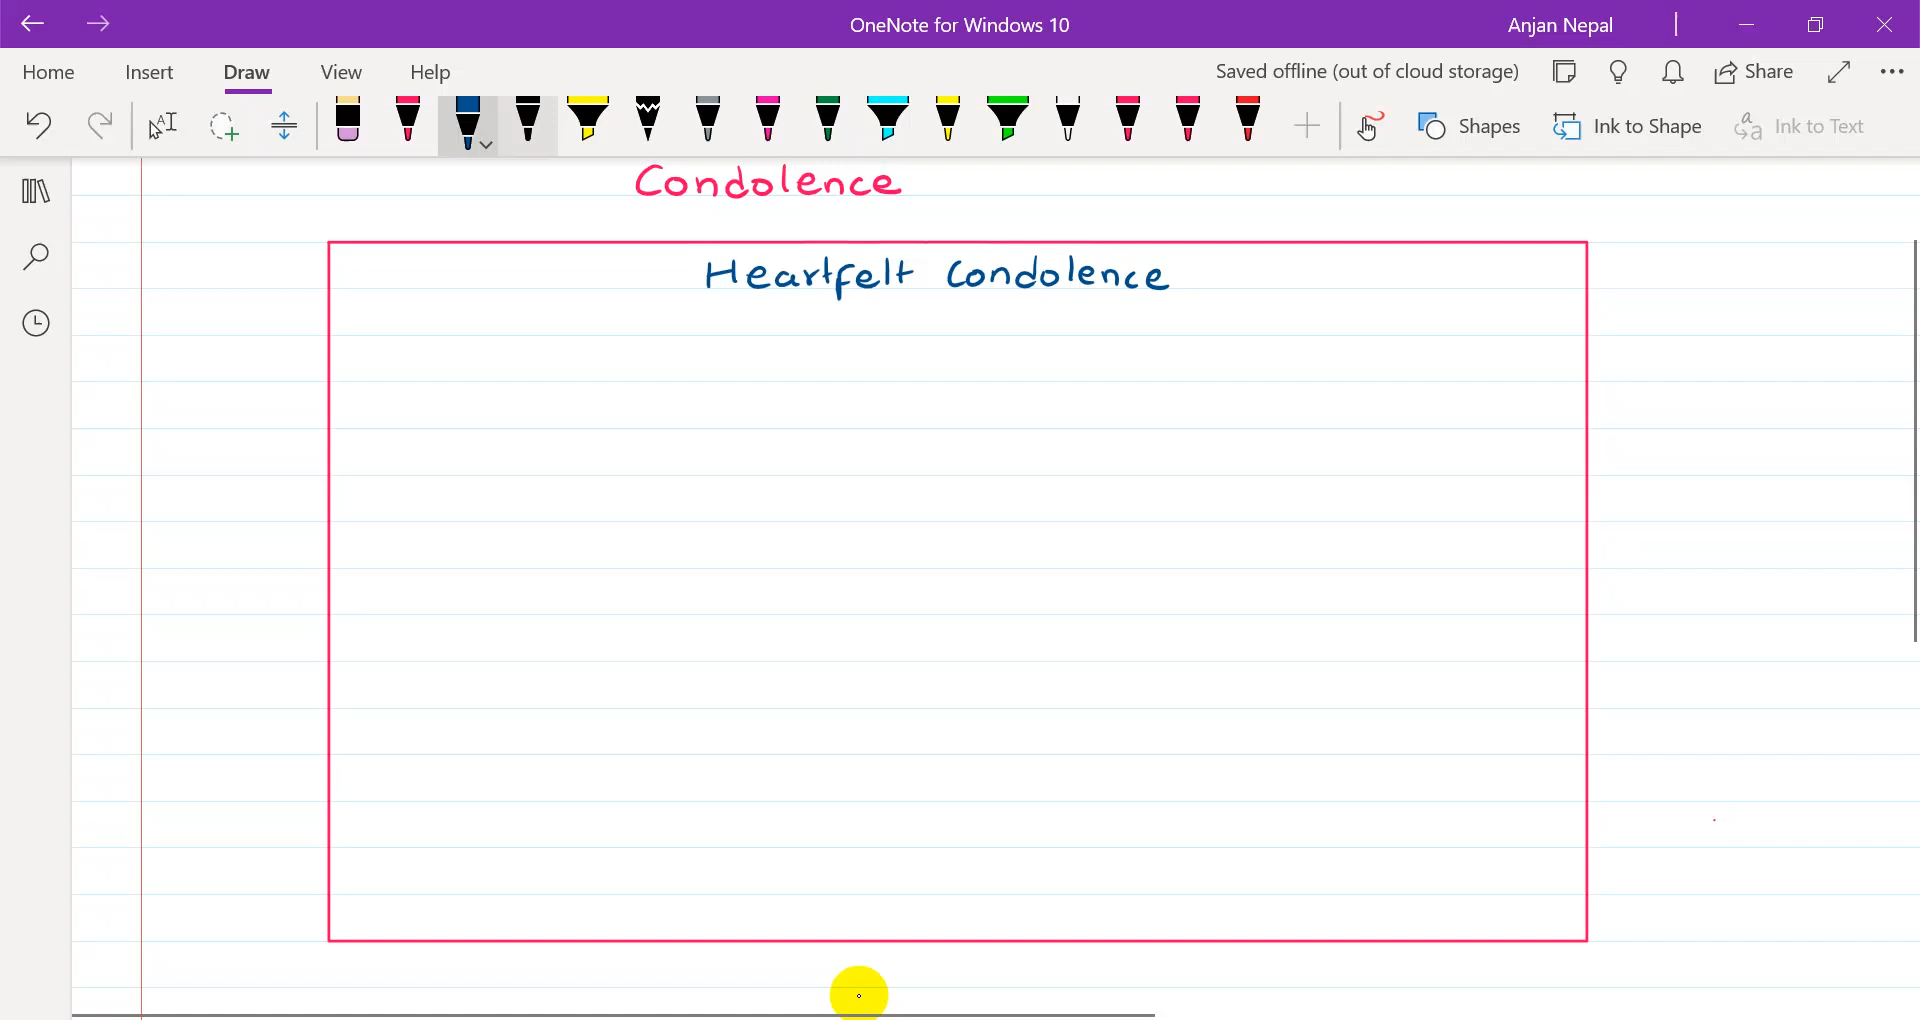 OneNote for Windows 10
Anjan Nepal
Home Insert Draw View Help
Saved offline (out of cloud storage) Share
Shapes Ink to Shape Ink to Text
Condolence
Heartfelt Condolence